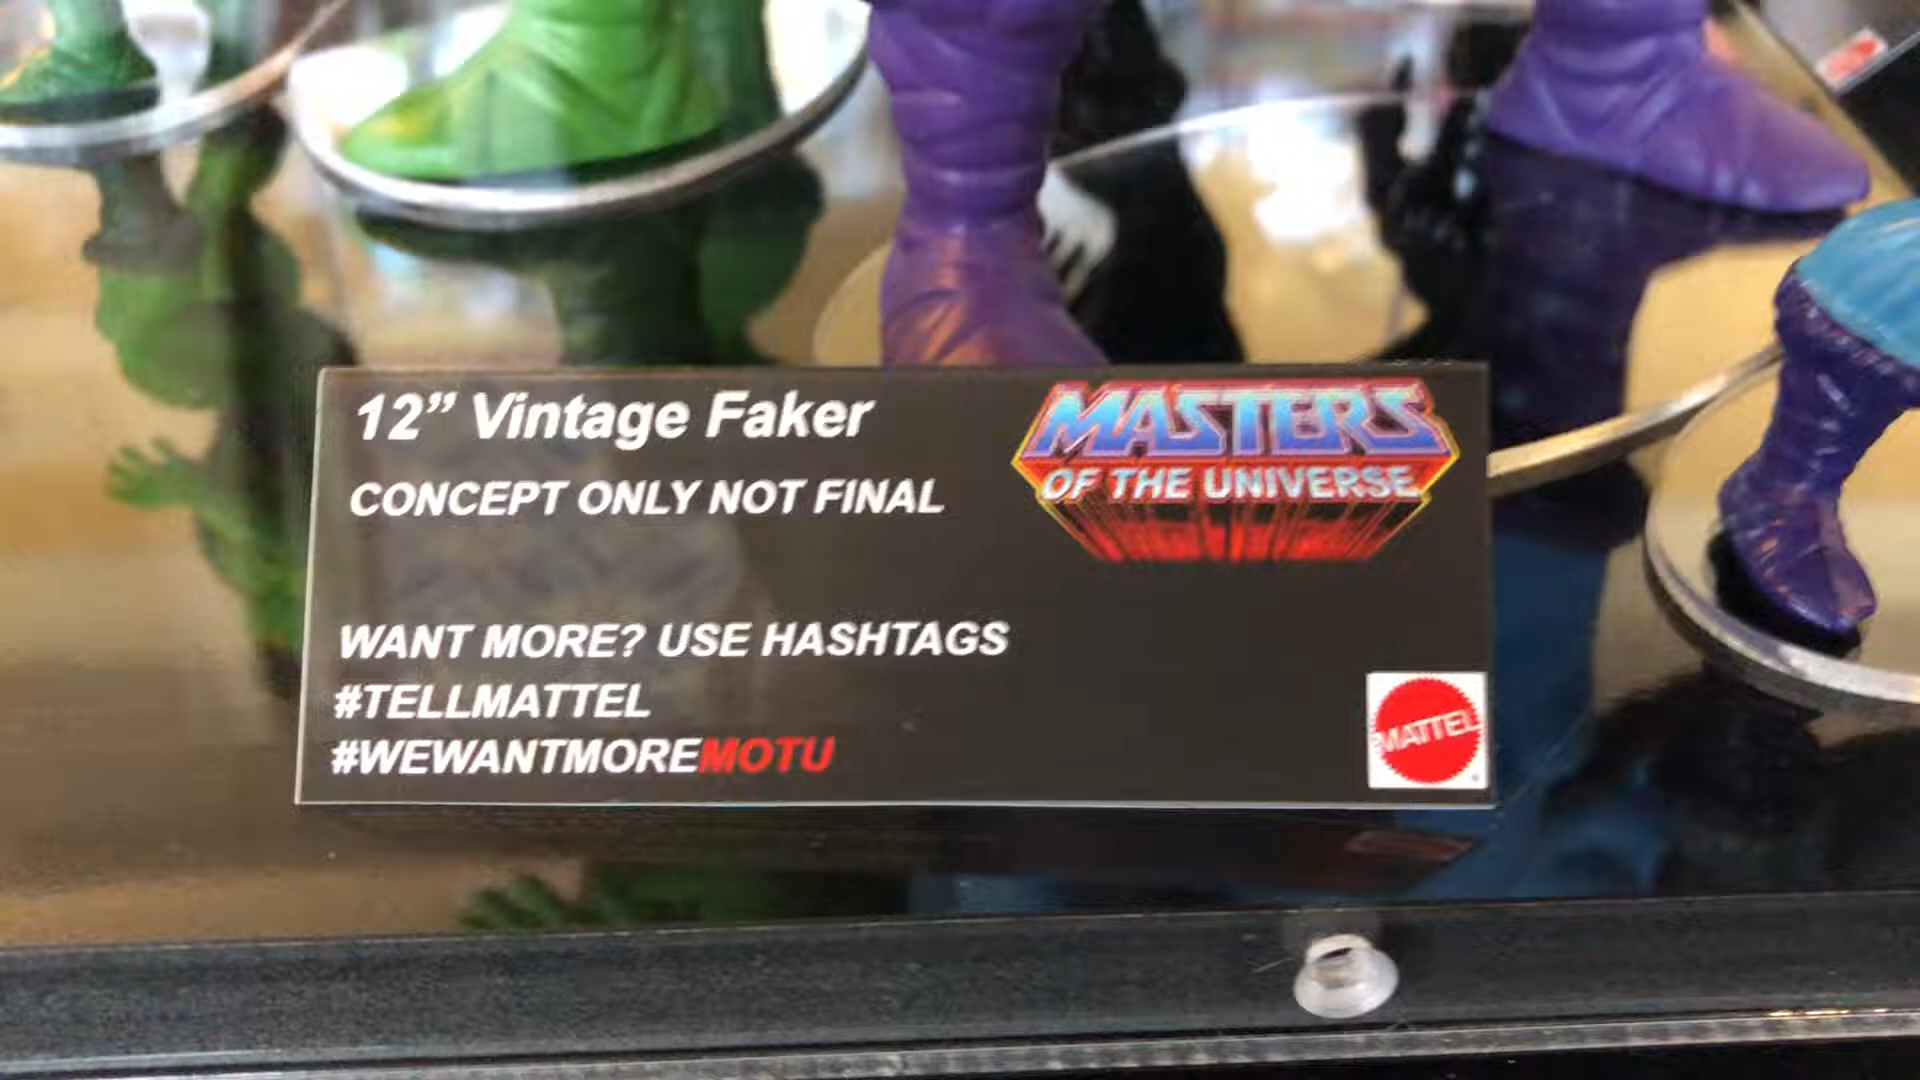 12” Vintage Faker
CONCEPT ONLY NOT FINAL
MASTERS
OF THE UNIVERSE
WANT MORE? USE HASHTAGS
#TELLMATTEL
#WEWANTMOREMOTU
MATTEL